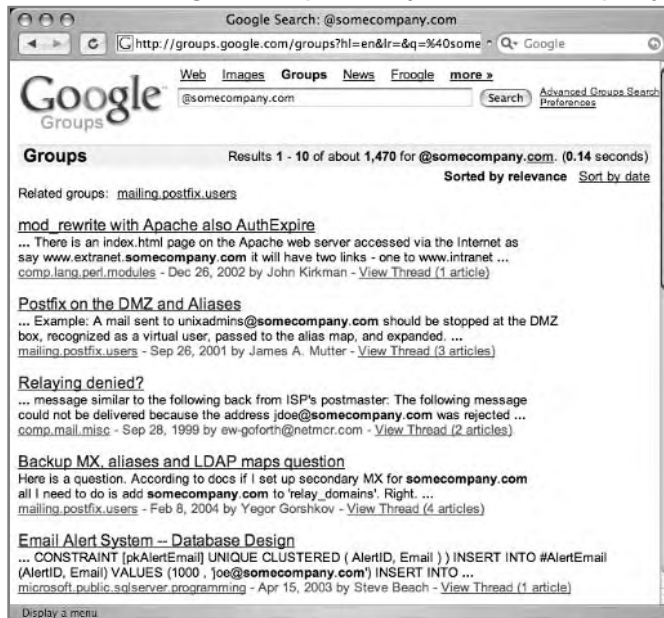 Google Search: @somecompany.com
http://groups.google.com/groups?hl=en&lr=&q=%40some
Google
Web Images Groups News Froogle more »
Google
Groups
@somecompany.com
Search
Advanced Groups Search
Preferences
Groups
Results 1 - 10 of about 1,470 for @somecompany.com. (0.14 seconds)
Sorted by relevance Sort by date
Related groups: mailing.postfix.users
mod_rewrite with Apache also AuthExpire
... There is an index.html page on the Apache web server accessed via the Internet as
say www.extranet.somecompany.com it will have two links - one to www.intranet ...
comp.lang.perl.modules - Dec 26, 2002 by John Kirkman - View Thread (1 article)
Postfix on the DMZ and Aliases
... Example: A mail sent to unixadmins@somecompany.com should be stopped at the DMZ
box, recognized as a virtual user, passed to the alias map, and expanded. ...
mailing.postfix.users - Sep 26, 2001 by James A. Mutter - View Thread (3 articles)
Relaying denied?
... message similar to the following back from ISP's postmaster: The following message
could not be delivered because the address jdoe@somecompany.com was rejected ...
comp.mail.misc - Sep 28, 1999 by ew-goforth@netmcr.com - View Thread (2 articles)
Backup MX, aliases and LDAP maps question
Here is a question. According to docs if I set up secondary MX for somecompany.com
all I need to do is add somecompany.com to 'relay_domains'. Right. ...
mailing.postfix.users - Feb 8, 2004 by Yegor Gorshkov - View Thread (4 articles)
Email Alert System -- Database Design
... CONSTRAINT [pkAlertEmail] UNIQUE CLUSTERED ( AlertID, Email ) ) INSERT INTO #AlertEmail
(AlertID, Email) VALUES (1000 , 'joe@somecompany.com') INSERT INTO ...
microsoft.public.sqlserver.programming - Apr 15, 2003 by Steve Beach - View Thread (1 article)
Display a menu